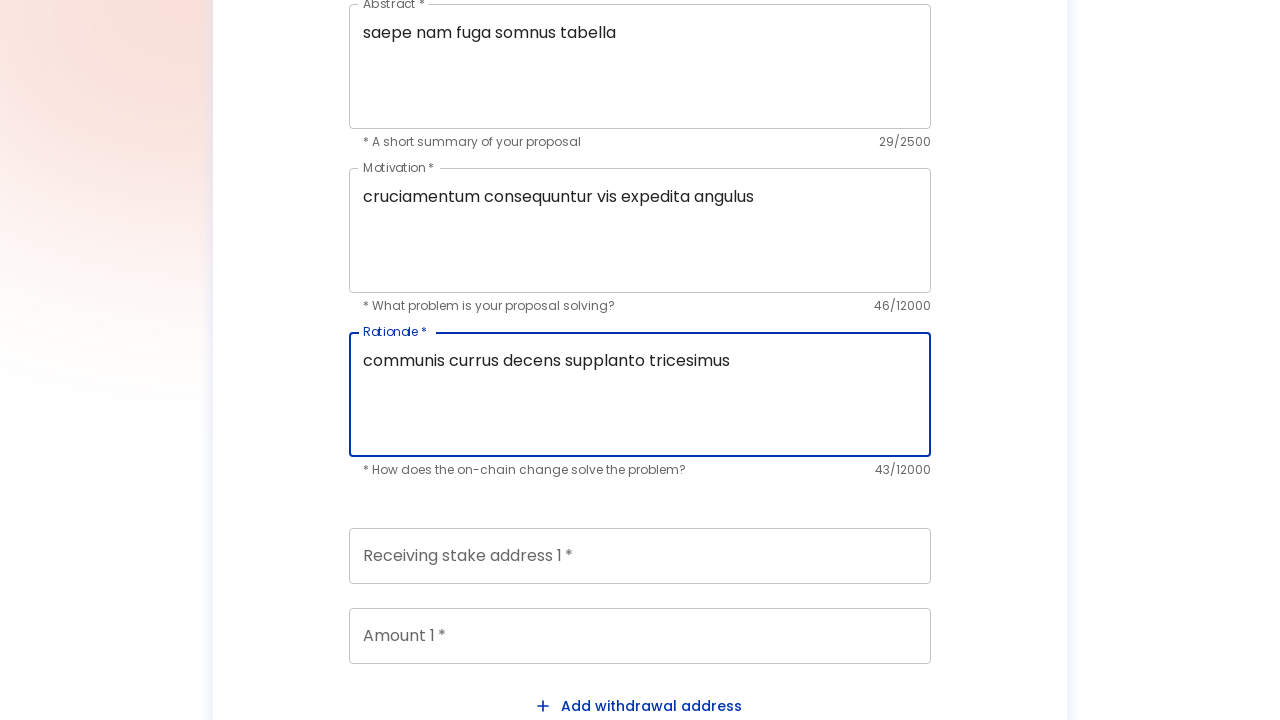 Abstract *
saepe nam fuga somnus tabella
* A short summary of your proposal 29/2500
Motivation *
cruciamentum consequuntur vis expedita angulus
* What problem is your proposal solving? 46/12000
Rationale *
communis currus decens supplanto tricesimus
* How does the on-chain change solve the problem? 43/12000
Receiving stake address 1 *
Amount 1 *
+ Add withdrawal address